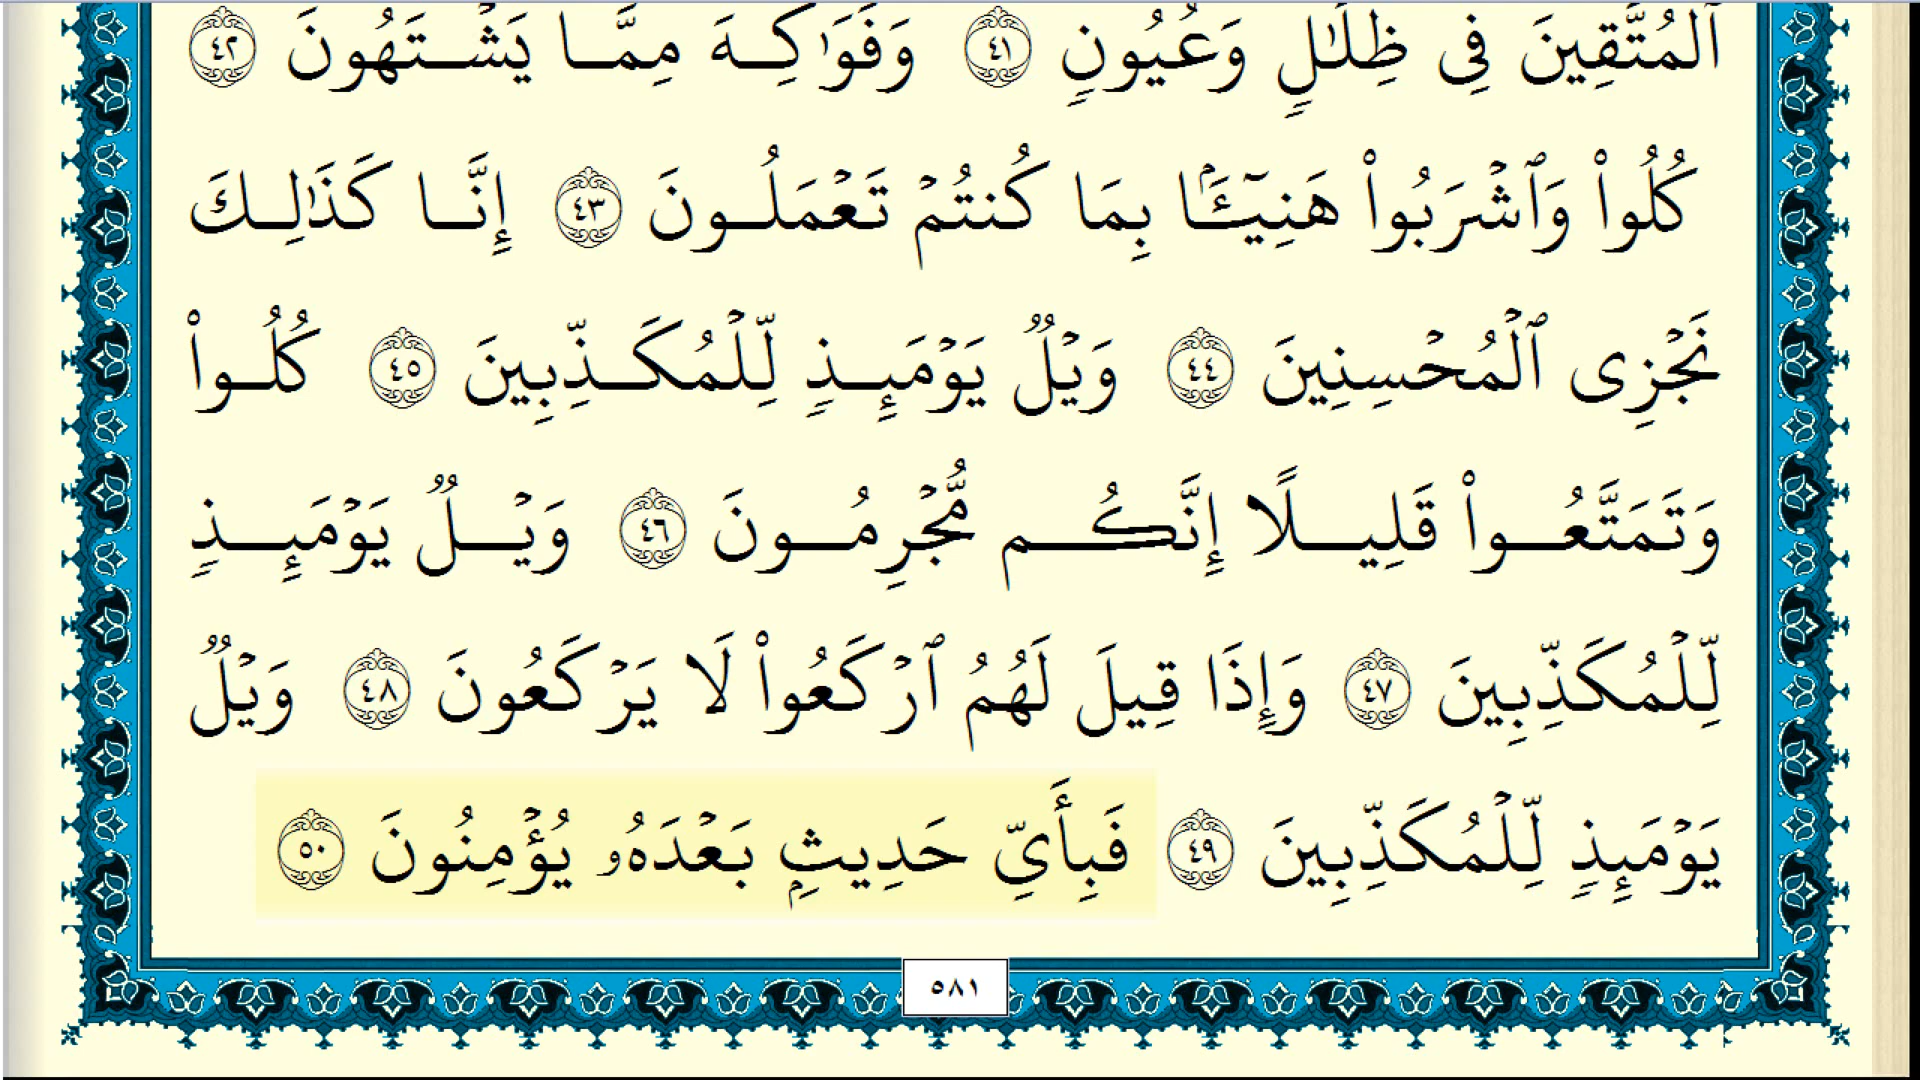 ٱلۡمُتَّقِينَ فِى ظِلَٰلٖ وَعُيُونٖ ٤١ وَفَوَٰكِهَ مِمَّا يَشۡتَهُونَ ٤٢
كُلُواْ وَٱشۡرَبُواْ هَنِيٓـَٔۢا بِمَا كُنتُمۡ تَعۡمَلُونَ ٤٣ إِنَّا كَذَٰلِكَ
نَجۡزِى ٱلۡمُحۡسِنِينَ ٤٤ وَيۡلٞ يَوۡمَئِذٖ لِّلۡمُكَذِّبِينَ ٤٥ كُلُواْ
وَتَمَتَّعُواْ قَلِيلًا إِنَّكُم مُّجۡرِمُونَ ٤٦ وَيۡلٞ يَوۡمَئِذٖ
لِّلۡمُكَذِّبِينَ ٤٧ وَإِذَا قِيلَ لَهُمُ ٱرۡكَعُواْ لَا يَرۡكَعُونَ ٤٨ وَيۡلٞ
يَوۡمَئِذٖ لِّلۡمُكَذِّبِينَ ٤٩ فَبِأَىِّ حَدِيثِۭ بَعۡدَهُۥ يُؤۡمِنُونَ ٥٠
٥٨١